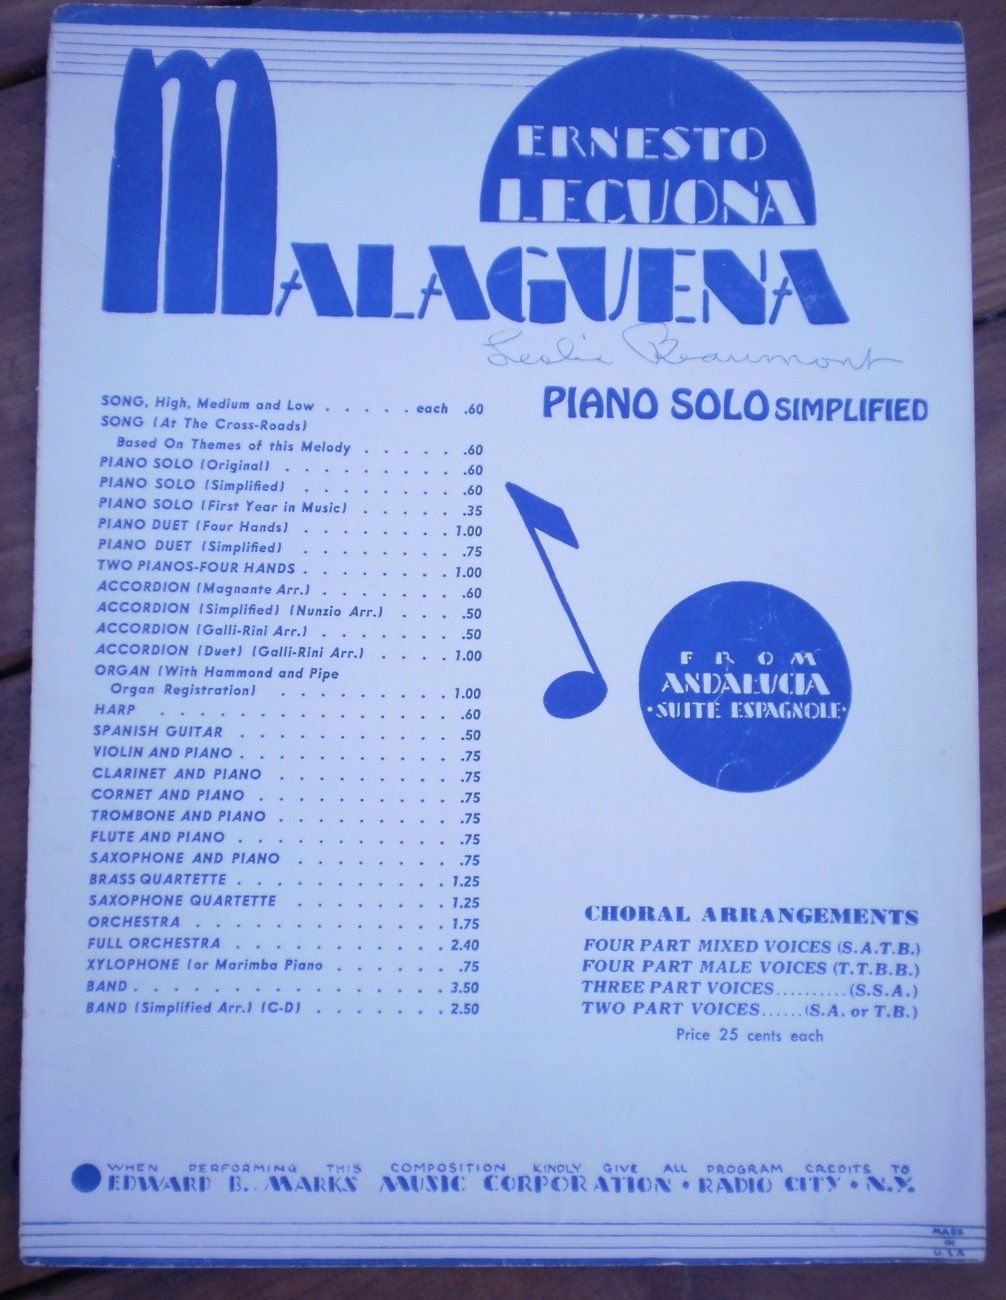 ERNESTO
LECUONA
MALAGUENA
Leslie Beaumont
PIANO SOLO SIMPLIFIED
SONG, High, Medium and Low . . . . . each .60
SONG (At The Cross-Roads)
Based On Themes of this Melody . . . . . .60
PIANO SOLO (Original) . . . . . . . . .60
PIANO SOLO (Simplified) . . . . . . . . .60
PIANO SOLO (First Year in Music) . . . . . .35
PIANO DUET (Four Hands) . . . . . . . . 1.00
PIANO DUET (Simplified) . . . . . . . . .75
TWO PIANOS-FOUR HANDS . . . . . . . . 1.00
ACCORDION (Magnante Arr.) . . . . . . . .60
ACCORDION (Simplified) (Nunzio Arr.) . . . .50
ACCORDION (Galli-Rini Arr.) . . . . . . . .50
ACCORDION (Duet) (Galli-Rini Arr.) . . . . 1.00
ORGAN (With Hammond and Pipe
Organ Registration) . . . . . . . . . 1.00
HARP . . . . . . . . . . . . . . .60
SPANISH GUITAR . . . . . . . . . . . .50
VIOLIN AND PIANO . . . . . . . . . . . .75
CLARINET AND PIANO . . . . . . . . . .75
CORNET AND PIANO . . . . . . . . . . .75
TROMBONE AND PIANO . . . . . . . . . .75
FLUTE AND PIANO . . . . . . . . . . . .75
SAXOPHONE AND PIANO . . . . . . . . .75
BRASS QUARTETTE . . . . . . . . . . . 1.25
SAXOPHONE QUARTETTE . . . . . . . . . 1.25
ORCHESTRA . . . . . . . . . . . . . 1.75
FULL ORCHESTRA . . . . . . . . . . . 2.40
XYLOPHONE (or Marimba Piano . . . . . . .75
BAND . . . . . . . . . . . . . . . . 3.50
BAND (Simplified Arr.) (C-D) . . . . . . . 2.50
FROM
ANDALUCIA
·SUITE ESPAGNOLE·
CHORAL ARRANGEMENTS
FOUR PART MIXED VOICES (S.A.T.B.)
FOUR PART MALE VOICES (T.T.B.B.)
THREE PART VOICES..........(S.S.A.)
TWO PART VOICES......(S.A. or T.B.)
Price 25 cents each
WHEN PERFORMING THIS COMPOSITION KINDLY GIVE ALL PROGRAM CREDITS TO
EDWARD B. MARKS MUSIC CORPORATION • RADIO CITY • N.Y.
MADE
IN
U.S.A